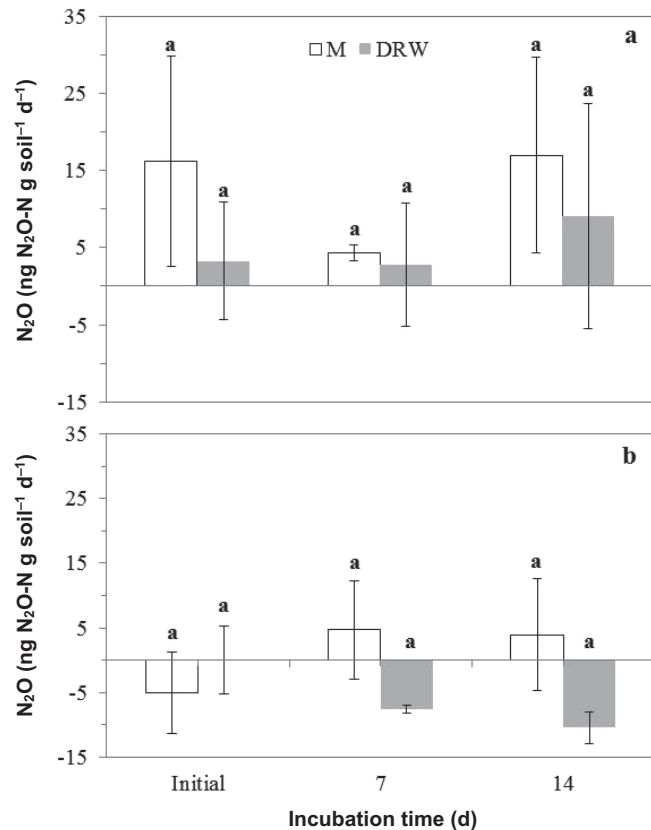 35
25
15
5
-5
-15
N₂O (ng N₂O-N g soil⁻¹ d⁻¹)
a
M
DRW
a
a
a
a
a
a
35
25
15
5
-5
-15
N₂O (ng N₂O-N g soil⁻¹ d⁻¹)
b
a
a
a
a
a
a
Initial
7
14
Incubation time (d)